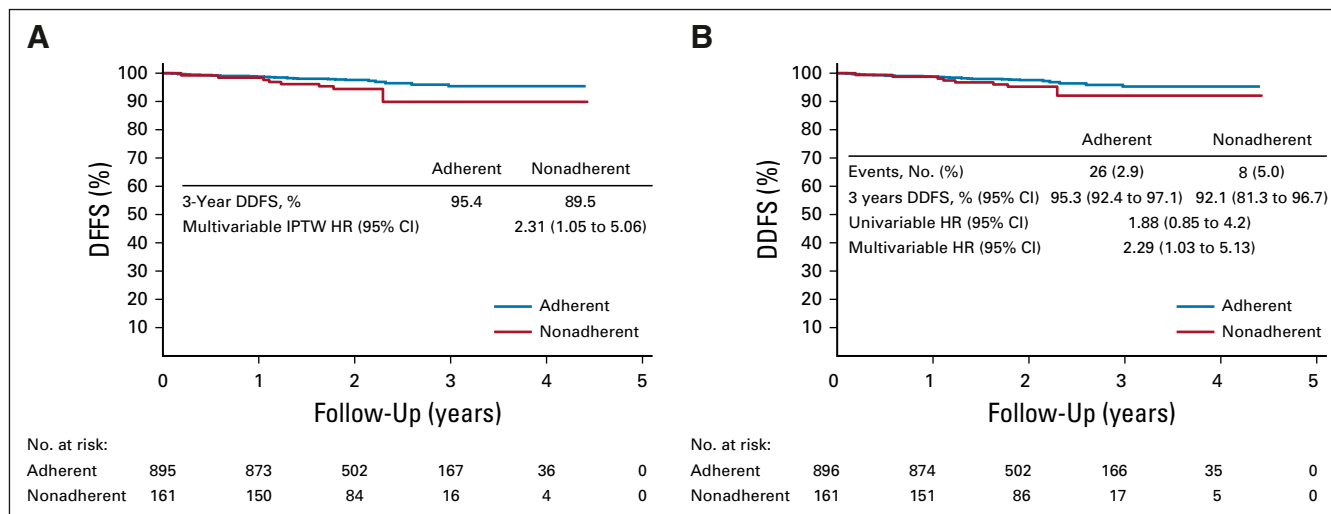 A
DFFS (%)
100
90
80
70
60
50
40
30
20
10
Adherent Nonadherent
3-Year DDFS, % 95.4 89.5
Multivariable IPTW HR (95% CI) 2.31 (1.05 to 5.06)
Adherent
Nonadherent
0 1 2 3 4 5
Follow-Up (years)
No. at risk:
Adherent 895 873 502 167 36 0
Nonadherent 161 150 84 16 4 0
B
DDFS (%)
100
90
80
70
60
50
40
30
20
10
Adherent Nonadherent
Events, No. (%) 26 (2.9) 8 (5.0)
3 years DDFS, % (95% CI) 95.3 (92.4 to 97.1) 92.1 (81.3 to 96.7)
Univariable HR (95% CI) 1.88 (0.85 to 4.2)
Multivariable HR (95% CI) 2.29 (1.03 to 5.13)
Adherent
Nonadherent
0 1 2 3 4 5
Follow-Up (years)
No. at risk:
Adherent 896 874 502 166 35 0
Nonadherent 161 151 86 17 5 0